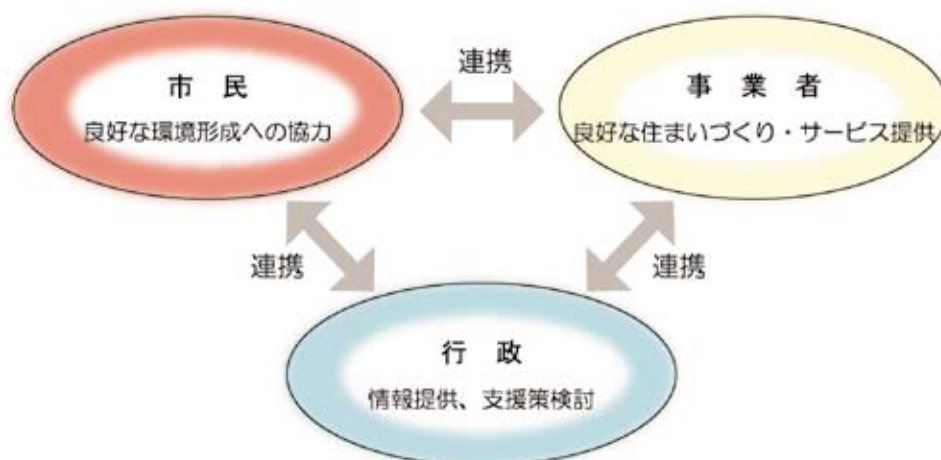 連携
市 民
良好な環境形成への協力
事 業 者
良好な住まいづくり・サービス提供
連携
連携
行 政
情報提供、支援策検討